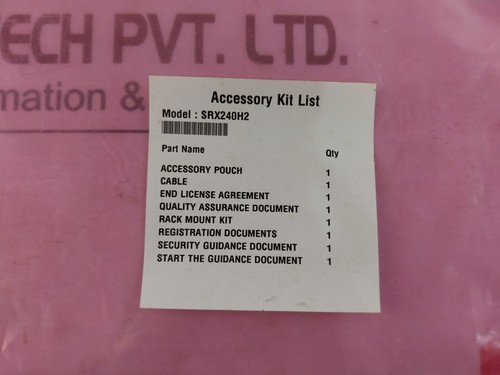 TECH PVT. LTD.
mation &
Accessory Kit List
Model : SRX240H2
Part Name Qty
ACCESSORY POUCH 1
CABLE 1
END LICENSE AGREEMENT 1
QUALITY ASSURANCE DOCUMENT 1
RACK MOUNT KIT 1
REGISTRATION DOCUMENTS 1
SECURITY GUIDANCE DOCUMENT 1
START THE GUIDANCE DOCUMENT 1